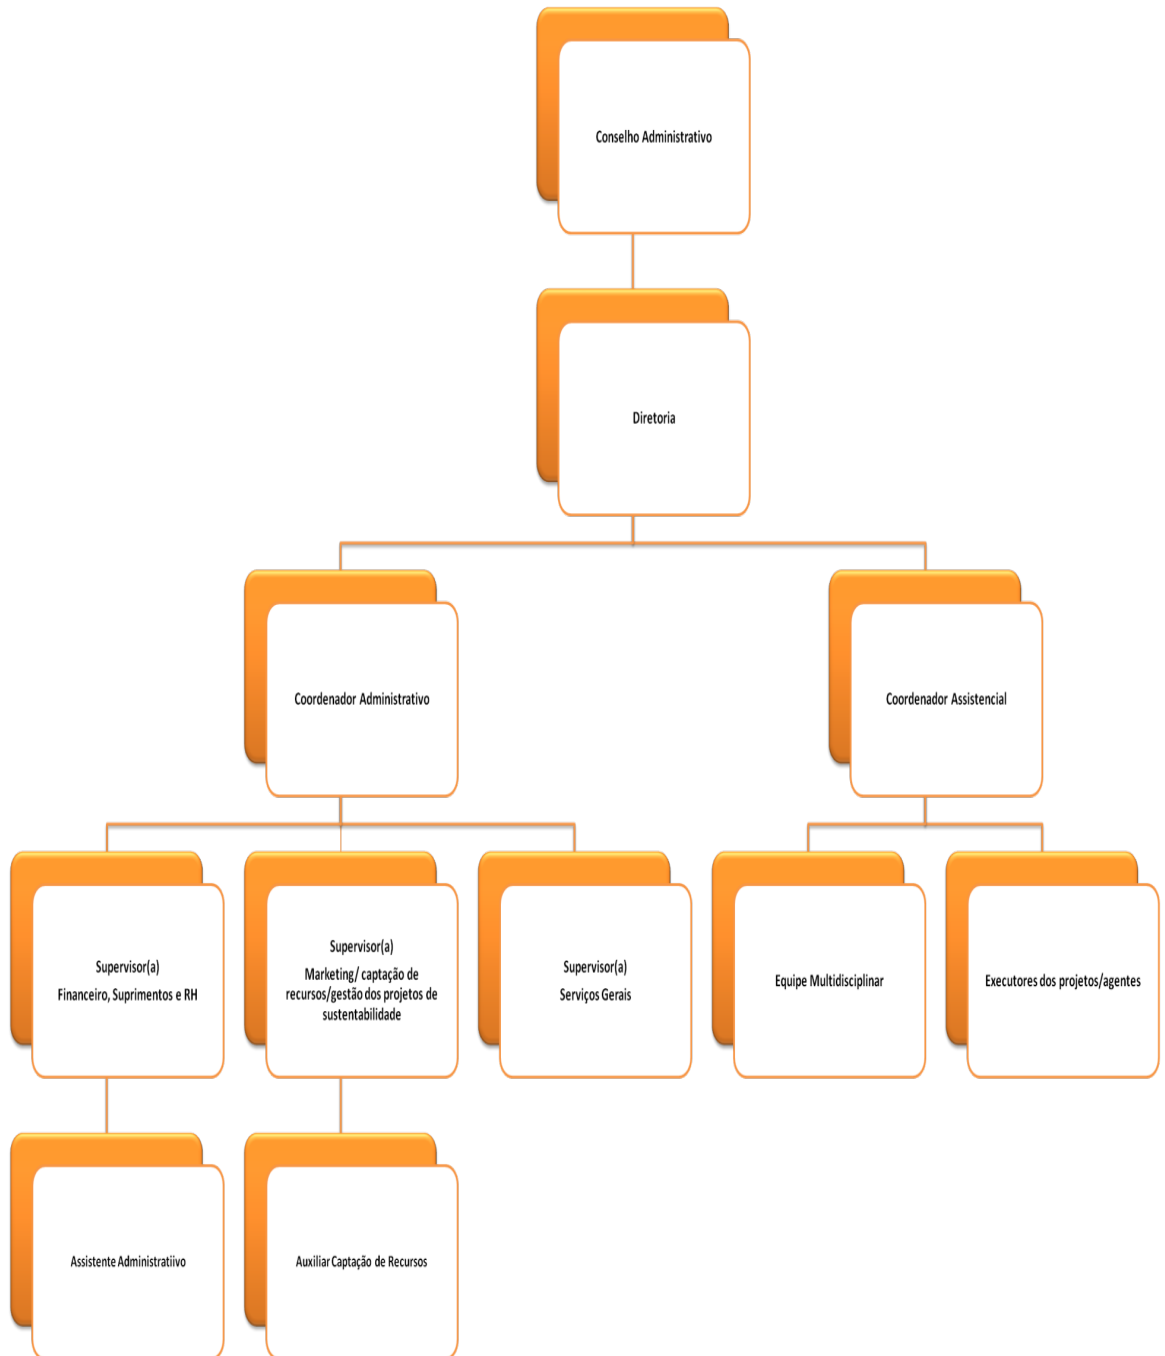 Conselho Administrativo
Diretoria
Coordenador Administrativo
Coordenador Assistencial
Supervisor(a)
Financeiro, Suprimentos e RH
Supervisor(a)
Marketing/ captação de
recursos/gestão dos projetos de
sustentabilidade
Supervisor(a)
Serviços Gerais
Equipe Multidisciplinar
Executores dos projetos/agentes
Assistente Administratiivo
Auxiliar Captação de Recursos